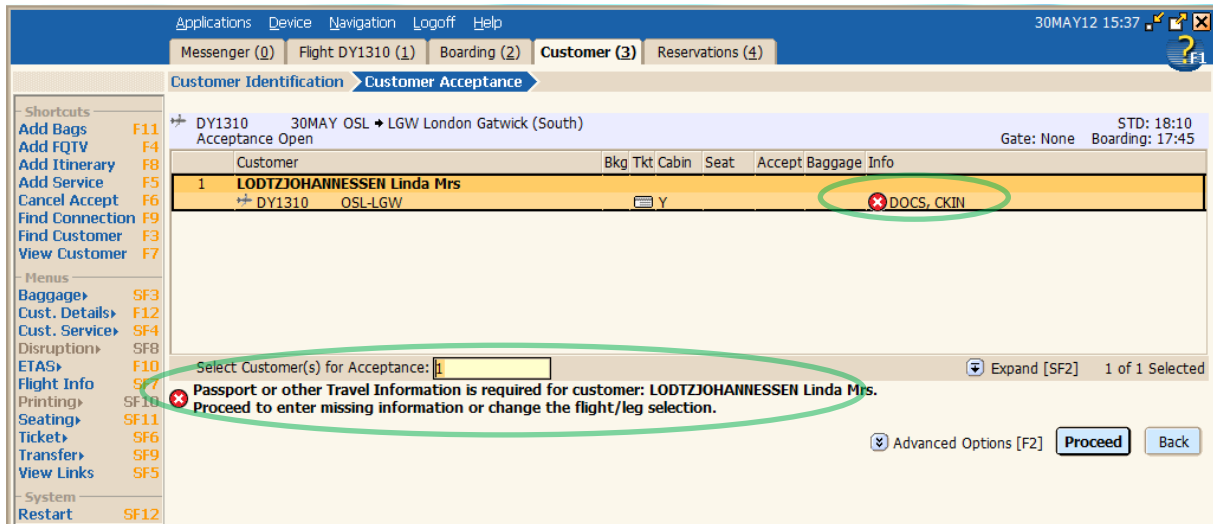 Applications Device Navigation Logoff Help 30MAY12 15:37
Messenger (0) Flight DY1310 (1) Boarding (2) Customer (3) Reservations (4) ? F1
Customer Identification Customer Acceptance
Shortcuts
Add Bags F11
Add FQTV F4
Add Itinerary F8
Add Service F5
Cancel Accept F6
Find Connection F9
Find Customer F3
View Customer F7
Menus
Baggage SF3
Cust. Details F12
Cust. Service SF4
Disruption SF8
ETAS F10
Flight Info SF7
Printing SF10
Seating SF11
Ticket SF6
Transfer SF9
View Links SF5
System
Restart SF12
DY1310 30MAY OSL LGW London Gatwick (South) STD: 18:10
Acceptance Open Gate: None Boarding: 17:45
Customer Bkg Tkt Cabin Seat Accept Baggage Info
1 LODTZJOHANNESSEN Linda Mrs
DY1310 OSL-LGW Y DOCS, CKIN
Select Customer(s) for Acceptance: 1 Expand [SF2] 1 of 1 Selected
Passport or other Travel Information is required for customer: LODTZJOHANNESSEN Linda Mrs.
Proceed to enter missing information or change the flight/leg selection.
Advanced Options [F2] Proceed Back